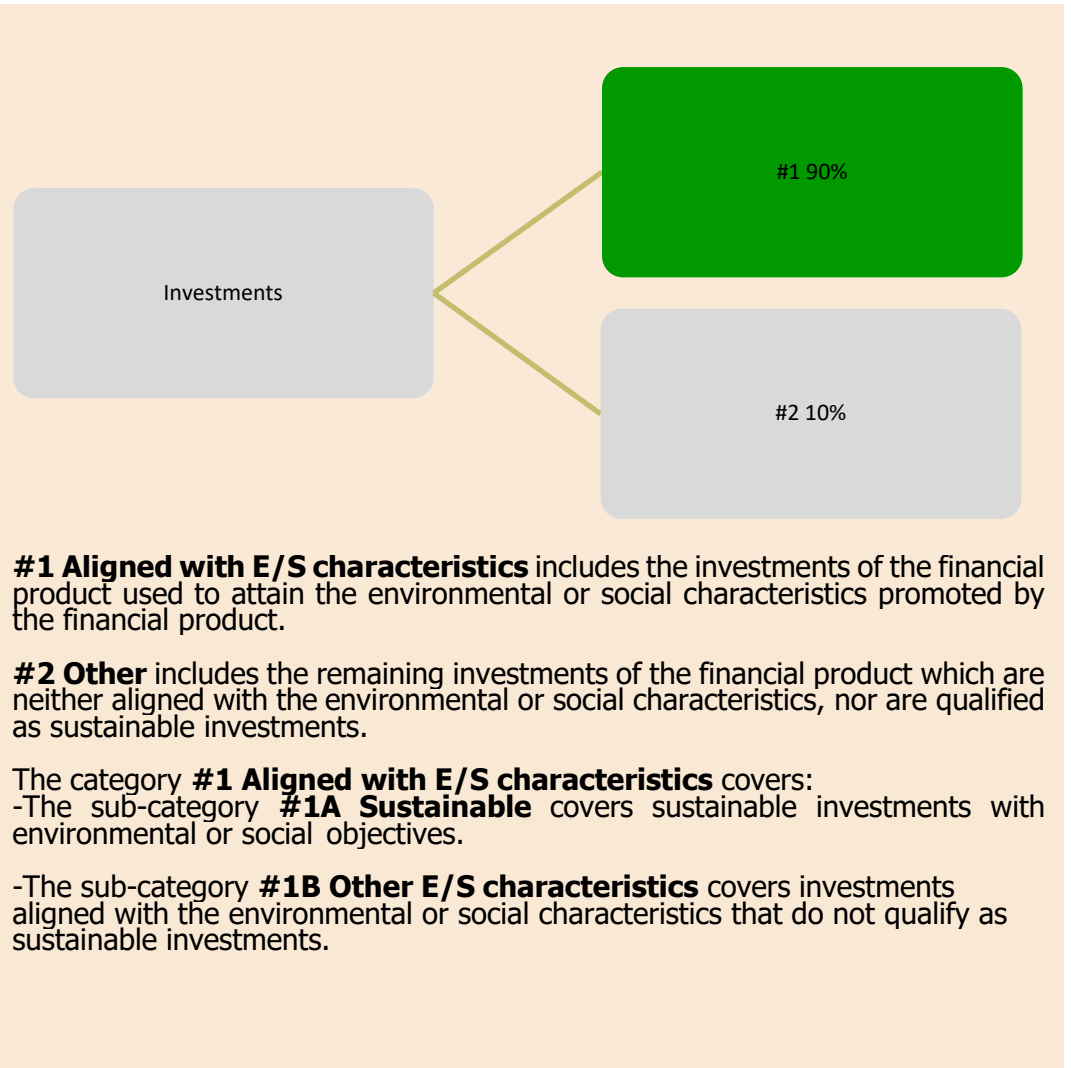 #1 90%
Investments
#2 10%
#1 Aligned with E/S characteristics includes the investments of the financial
product used to attain the environmental or social characteristics promoted by
the financial product.
#2 Other includes the remaining investments of the financial product which are
neither aligned with the environmental or social characteristics, nor are qualified
as sustainable investments.
The category #1 Aligned with E/S characteristics covers:
-The sub-category #1A Sustainable covers sustainable investments with
environmental or social objectives.
-The sub-category #1B Other E/S characteristics covers investments
aligned with the environmental or social characteristics that do not qualify as
sustainable investments.